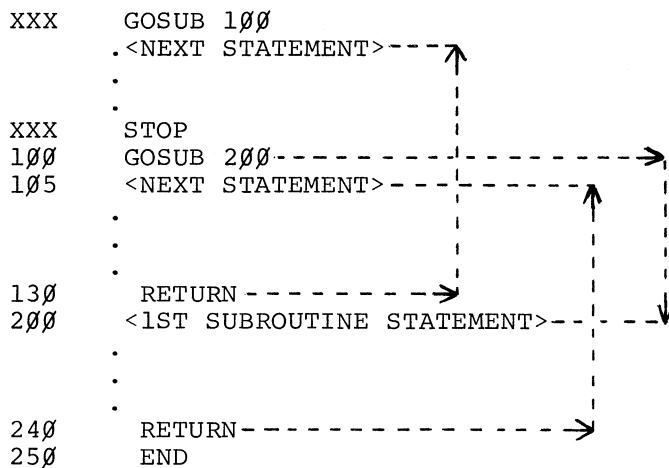 XXX GOSUB 1ØØ
<NEXT STATEMENT>
XXX STOP
1ØØ GOSUB 2ØØ
1Ø5 <NEXT STATEMENT>
13Ø RETURN
2ØØ <1ST SUBROUTINE STATEMENT>
24Ø RETURN
25Ø END